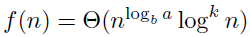 f(n) = Θ(n^{log_b a} log^k n)